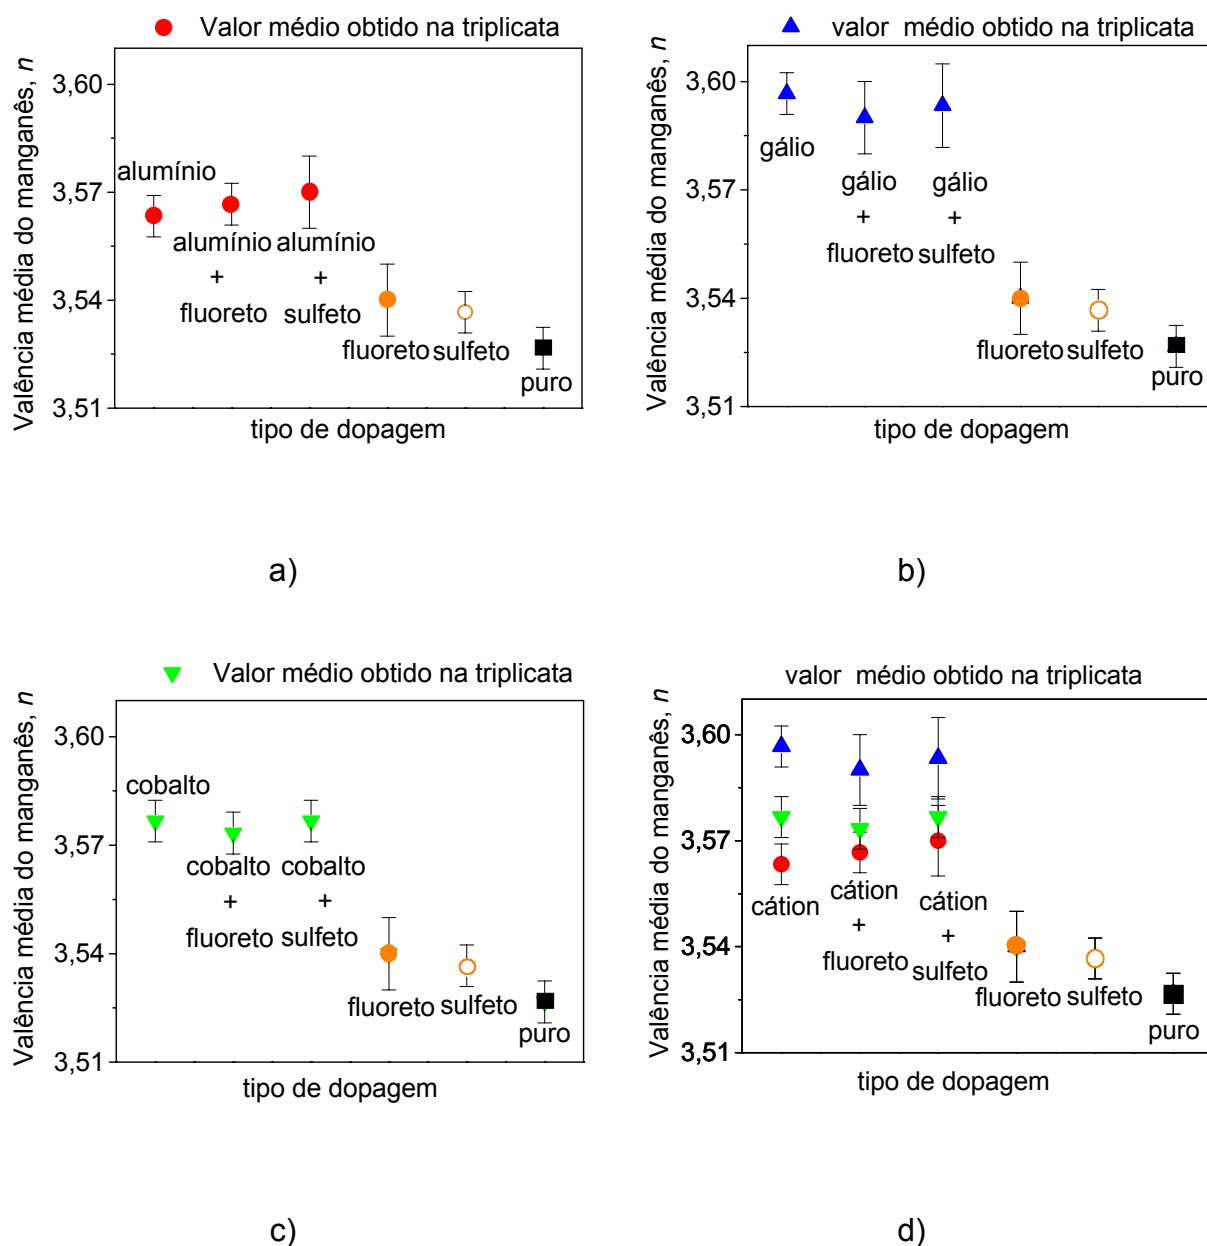 Valor médio obtido na triplicata
Valência média do manganês, n
3,60
3,57
3,54
3,51
alumínio
alumínio
+
fluoreto
alumínio
+
sulfeto
fluoreto
sulfeto
puro
tipo de dopagem
a)
valor médio obtido na triplicata
Valência média do manganês, n
3,60
3,57
3,54
3,51
gálio
gálio
+
fluoreto
gálio
+
sulfeto
fluoreto
sulfeto
puro
tipo de dopagem
b)
Valor médio obtido na triplicata
Valência média do manganês, n
3,60
3,57
3,54
3,51
cobalto
cobalto
+
fluoreto
cobalto
+
sulfeto
fluoreto
sulfeto
puro
tipo de dopagem
c)
valor médio obtido na triplicata
Valência média do manganês, n
3,60
3,57
3,54
3,51
cátion
cátion
+
fluoreto
cátion
+
sulfeto
fluoreto
sulfeto
puro
tipo de dopagem
d)